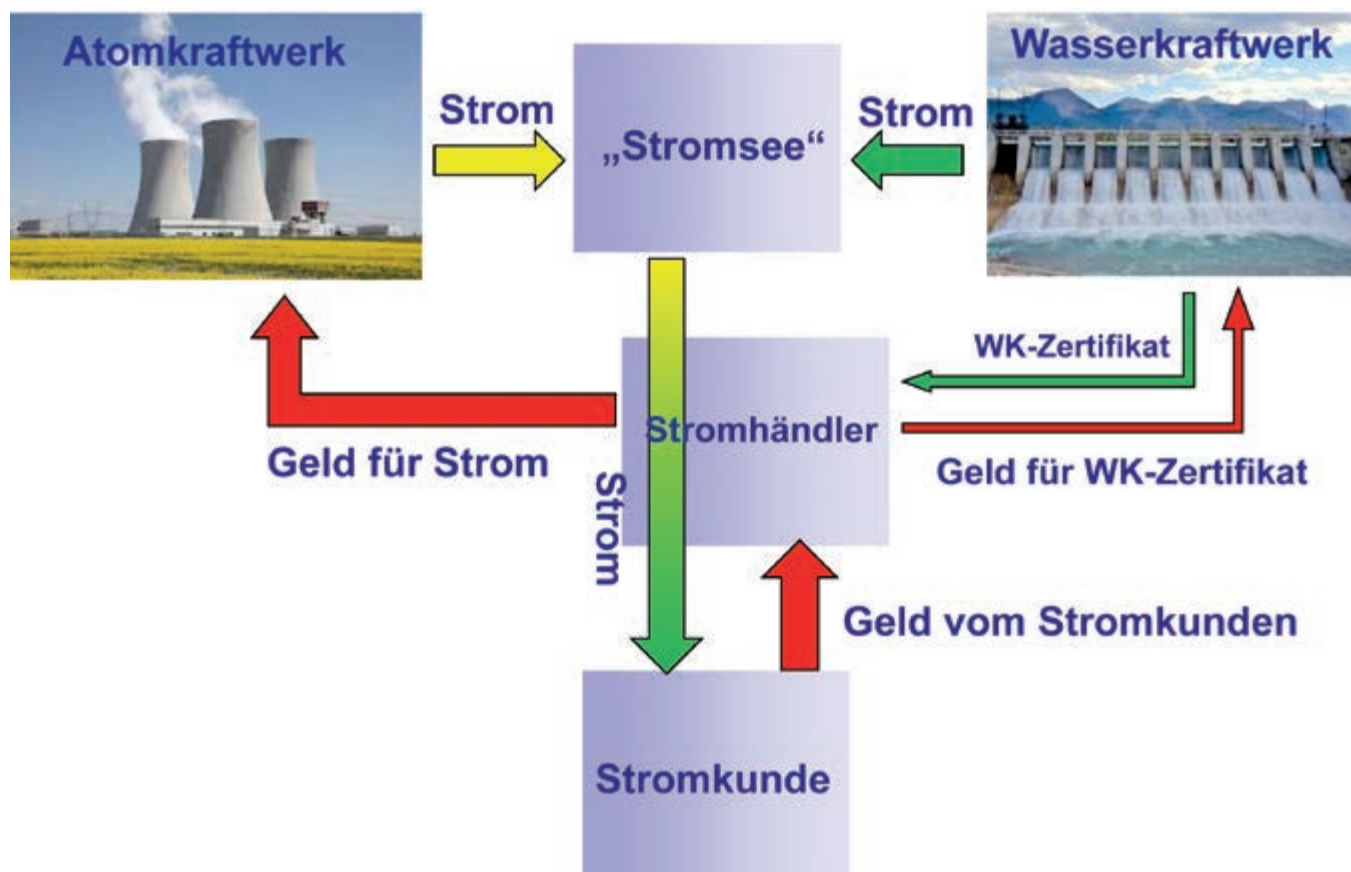 Atomkraftwerk
Wasserkraftwerk
Strom
„Stromsee“
Strom
WK-Zertifikat
Stromhändler
Geld für Strom
Geld für WK-Zertifikat
Strom
Geld vom Stromkunden
Stromkunde